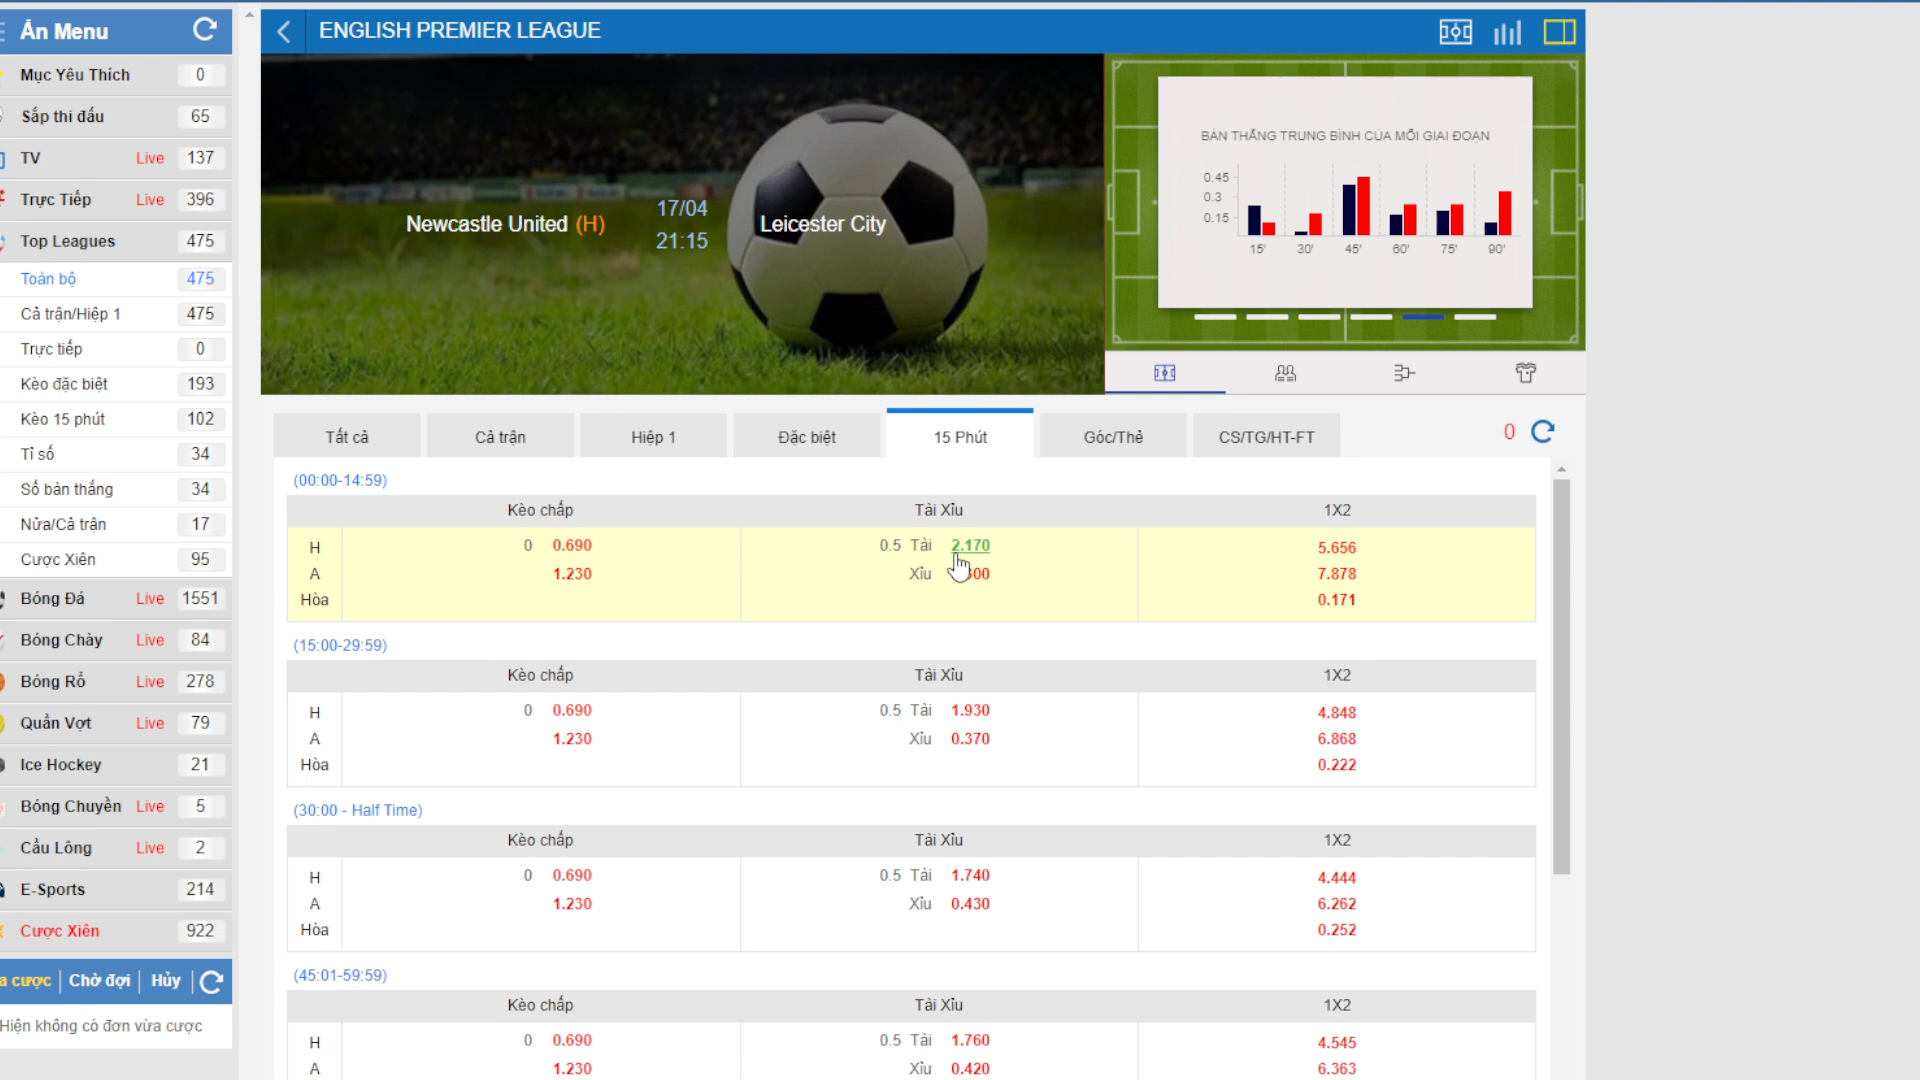 Ẩn Menu
Mục Yêu Thích 0
Sắp thi đấu 65
TV Live 137
Trực Tiếp Live 396
Top Leagues 475
Toàn bộ 475
Cả trận/Hiệp 1 475
Trực tiếp 0
Kèo đặc biệt 193
Kèo 15 phút 102
Tỉ số 34
Số bàn thắng 34
Nửa/Cả trận 17
Cược Xiên 95
Bóng Đá Live 1551
Bóng Chày Live 84
Bóng Rổ Live 278
Quần Vợt Live 79
Ice Hockey 21
Bóng Chuyền Live 5
Cầu Lông Live 2
E-Sports 214
Cược Xiên 922
cược Chờ đợi Hủy
Hiện không có đơn vừa cược
ENGLISH PREMIER LEAGUE
Newcastle United (H)
17/04
21:15
Leicester City
BÀN THẮNG TRUNG BÌNH CỦA MỖI GIAI ĐOẠN
0.45
0.3
0.15
15' 30' 45' 60' 75' 90'
Tất cả Cả trận Hiệp 1 Đặc biệt 15 Phút Góc/Thẻ CS/TG/HT-FT 0
(00:00-14:59)
Kèo chấp Tài Xỉu 1X2
H 0 0.690 0.5 Tài 2.170 5.656
A 1.230 Xỉu 7.878
Hòa 0.171
(15:00-29:59)
Kèo chấp Tài Xỉu 1X2
H 0 0.690 0.5 Tài 1.930 4.848
A 1.230 Xỉu 0.370 6.868
Hòa 0.222
(30:00 - Half Time)
Kèo chấp Tài Xỉu 1X2
H 0 0.690 0.5 Tài 1.740 4.444
A 1.230 Xỉu 0.430 6.262
Hòa 0.252
(45:01-59:59)
Kèo chấp Tài Xỉu 1X2
H 0 0.690 0.5 Tài 1.760 4.545
A 1.230 Xỉu 0.420 6.363